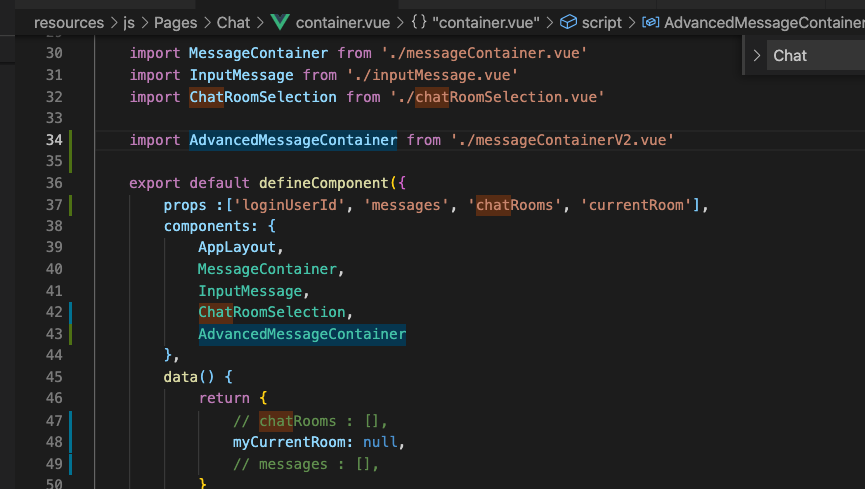 resources > js > Pages > Chat > container.vue > {} "container.vue" > script > AdvancedMessageContainer
> Chat
30 import MessageContainer from './messageContainer.vue'
31 import InputMessage from './inputMessage.vue'
32 import ChatRoomSelection from './chatRoomSelection.vue'
33
34 import AdvancedMessageContainer from './messageContainerV2.vue'
35
36 export default defineComponent({
37 props :['loginUserId', 'messages', 'chatRooms', 'currentRoom'],
38 components: {
39 AppLayout,
40 MessageContainer,
41 InputMessage,
42 ChatRoomSelection,
43 AdvancedMessageContainer
44 },
45 data() {
46 return {
47 // chatRooms : [],
48 myCurrentRoom: null,
49 // messages : [],
50 }